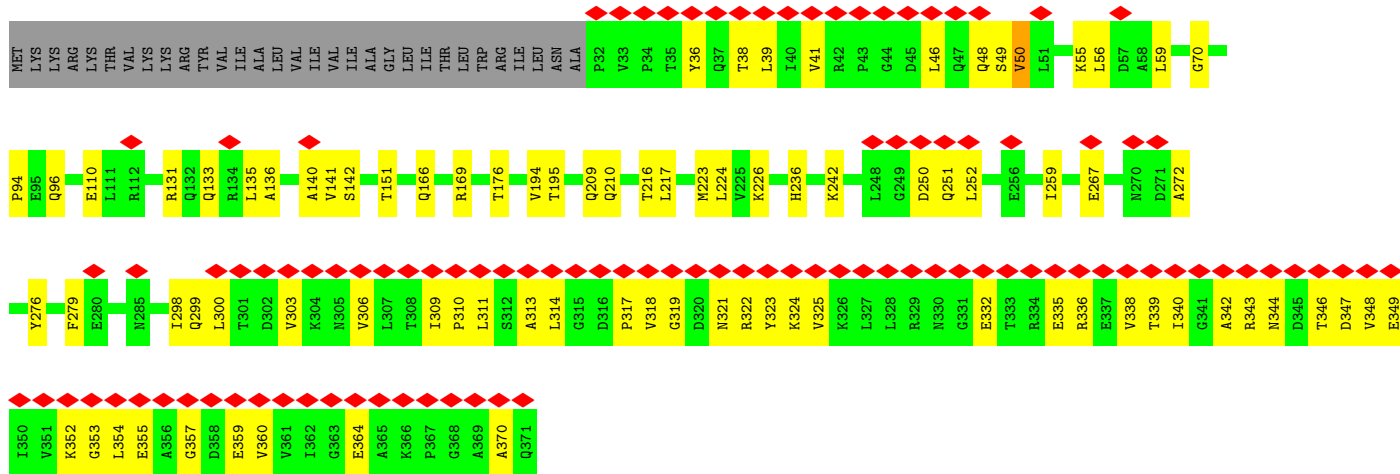 MET LYS LYS ARG LYS THR VAL LYS LYS ARG TYR VAL ILE ALA LEU VAL ILE VAL ILE ALA GLY LEU ILE THR LEU TRP ARG ILE LEU ASN ALA P32 V33 P34 T35 Y36 Q37 T38 L39 I40 V41 R42 P43 G44 D45 L46 Q47 Q48 S49 V50 L51 K55 L56 D57 A58 L59 G70
P94 E95 Q96 E110 L111 R112 R131 Q132 Q133 R134 L135 A136 A140 V141 S142 T151 Q166 R169 T176 V194 T195 Q209 Q210 T216 L217 M223 L224 V225 K226 H236 K242 L248 G249 D250 Q251 L252 E256 I259 E267 N270 D271 A272
Y276 F279 E280 N285 I298 Q299 L300 T301 D302 V303 K304 N305 V306 L307 T308 I309 P310 L311 S312 A313 L314 G315 D316 P317 V318 G319 D320 N321 R322 Y323 K324 V325 K326 L327 L328 R329 N330 G331 E332 T333 R334 E335 R336 E337 V338 T339 I340 G341 A342 R343 N344 D345 T346 D347 V348 E349
I350 V351 K352 G353 L354 E355 A356 G357 D358 E359 V360 V361 I362 G363 E364 A365 K366 P367 G368 A369 A370 Q371